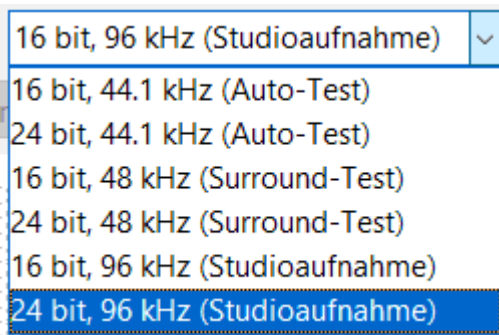 16 bit, 96 kHz (Studioaufnahme)
16 bit, 44.1 kHz (Auto-Test)
24 bit, 44.1 kHz (Auto-Test)
16 bit, 48 kHz (Surround-Test)
24 bit, 48 kHz (Surround-Test)
16 bit, 96 kHz (Studioaufnahme)
24 bit, 96 kHz (Studioaufnahme)